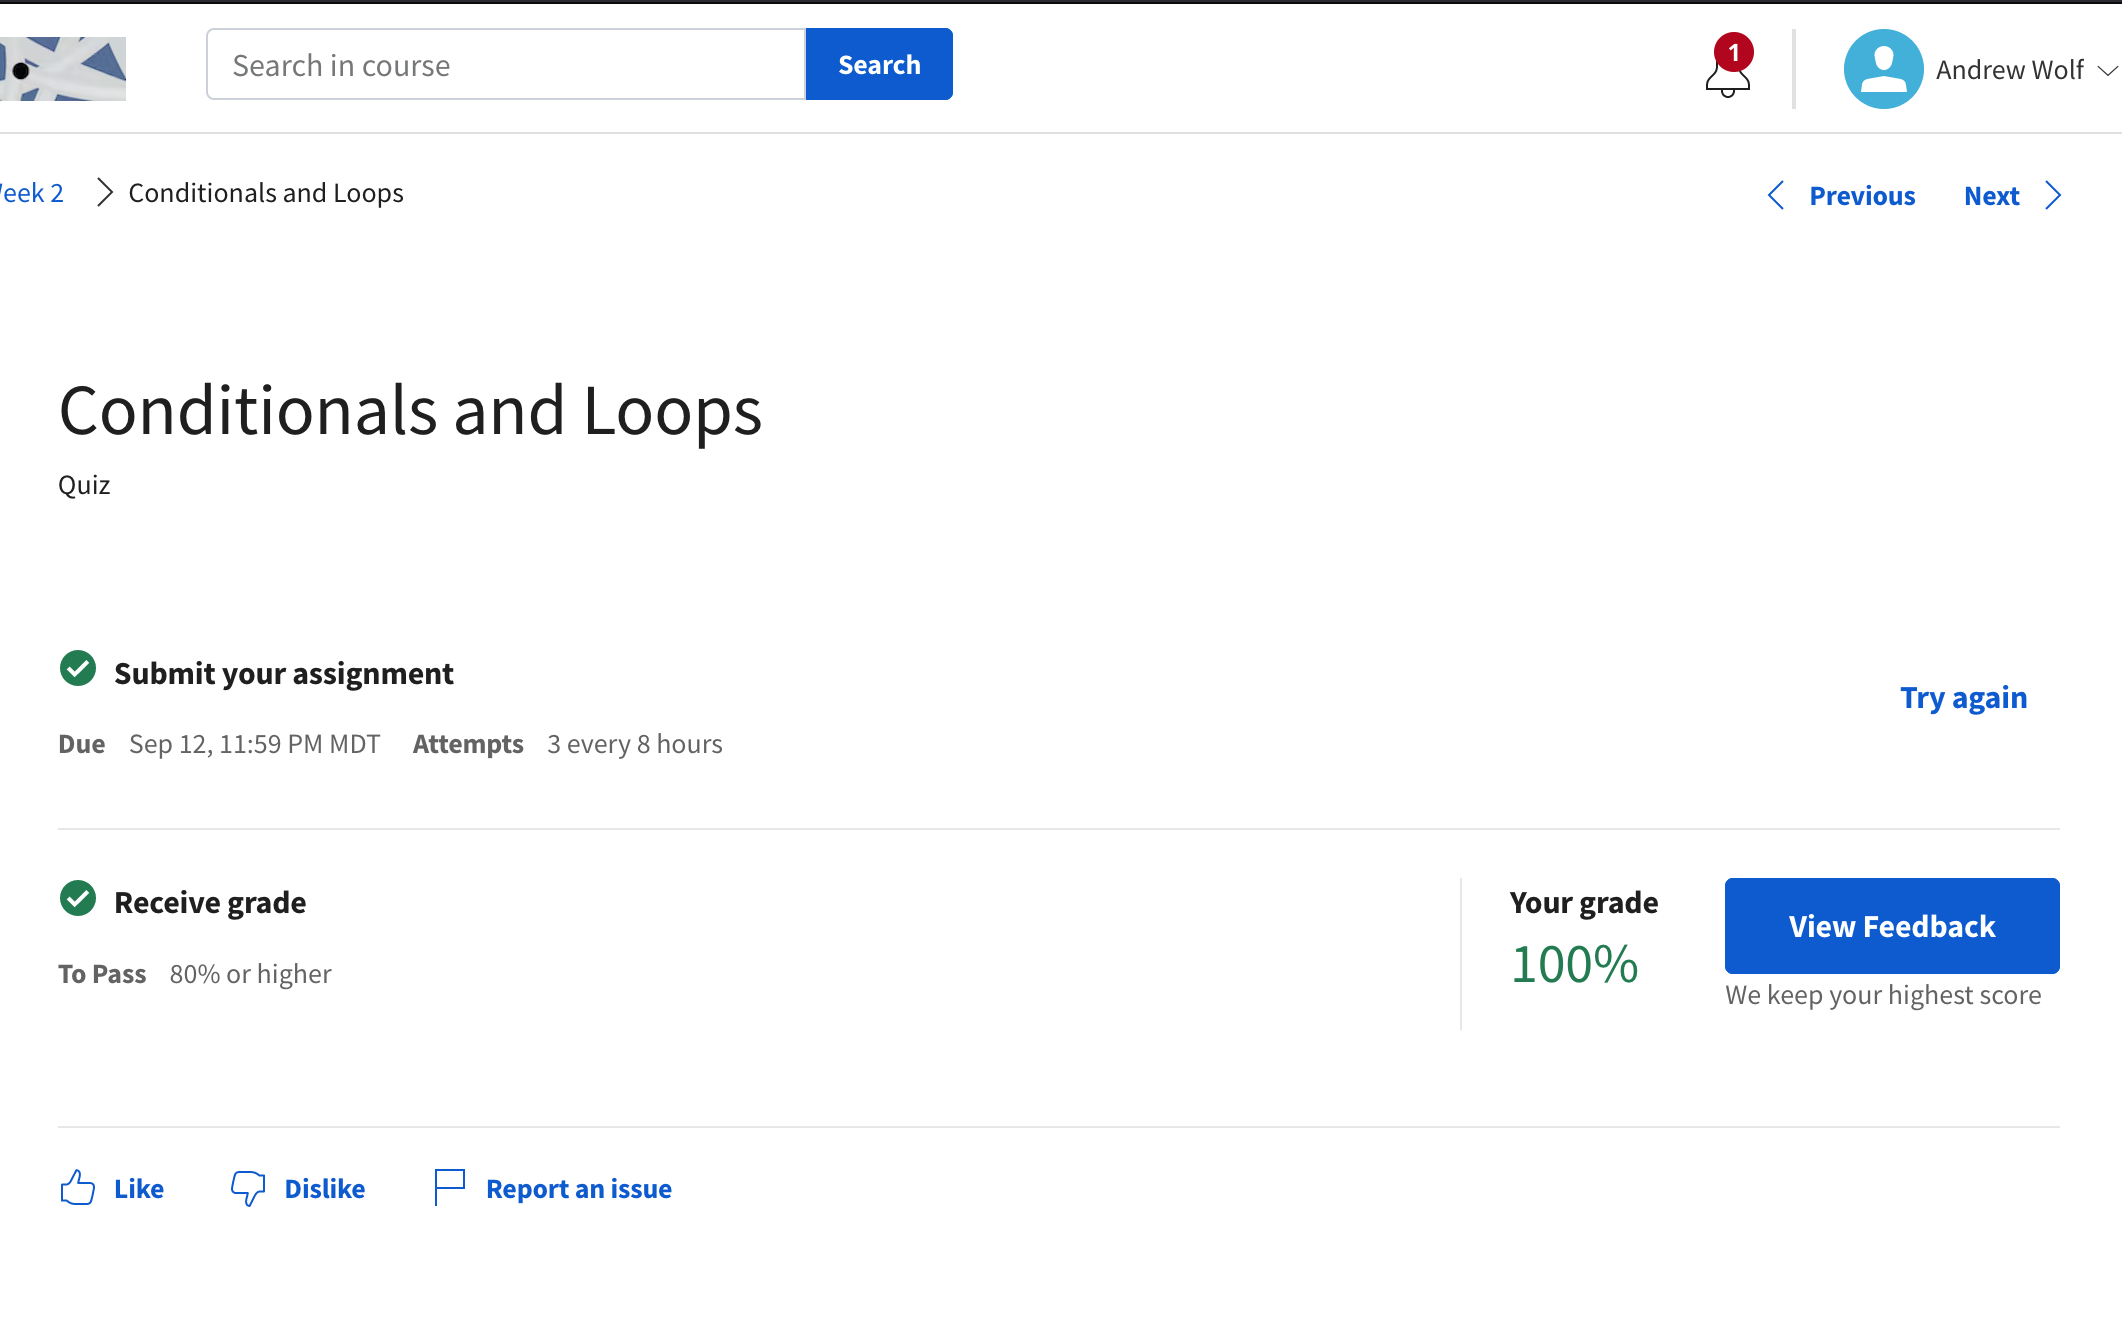 Search in course
Search
1
Andrew Wolf
eek 2
Conditionals and Loops
Previous
Next
Conditionals and Loops
Quiz
Submit your assignment
Try again
Due Sep 12, 11:59 PM MDT Attempts 3 every 8 hours
Receive grade
Your grade
View Feedback
To Pass 80% or higher
100%
We keep your highest score
Like
Dislike
Report an issue